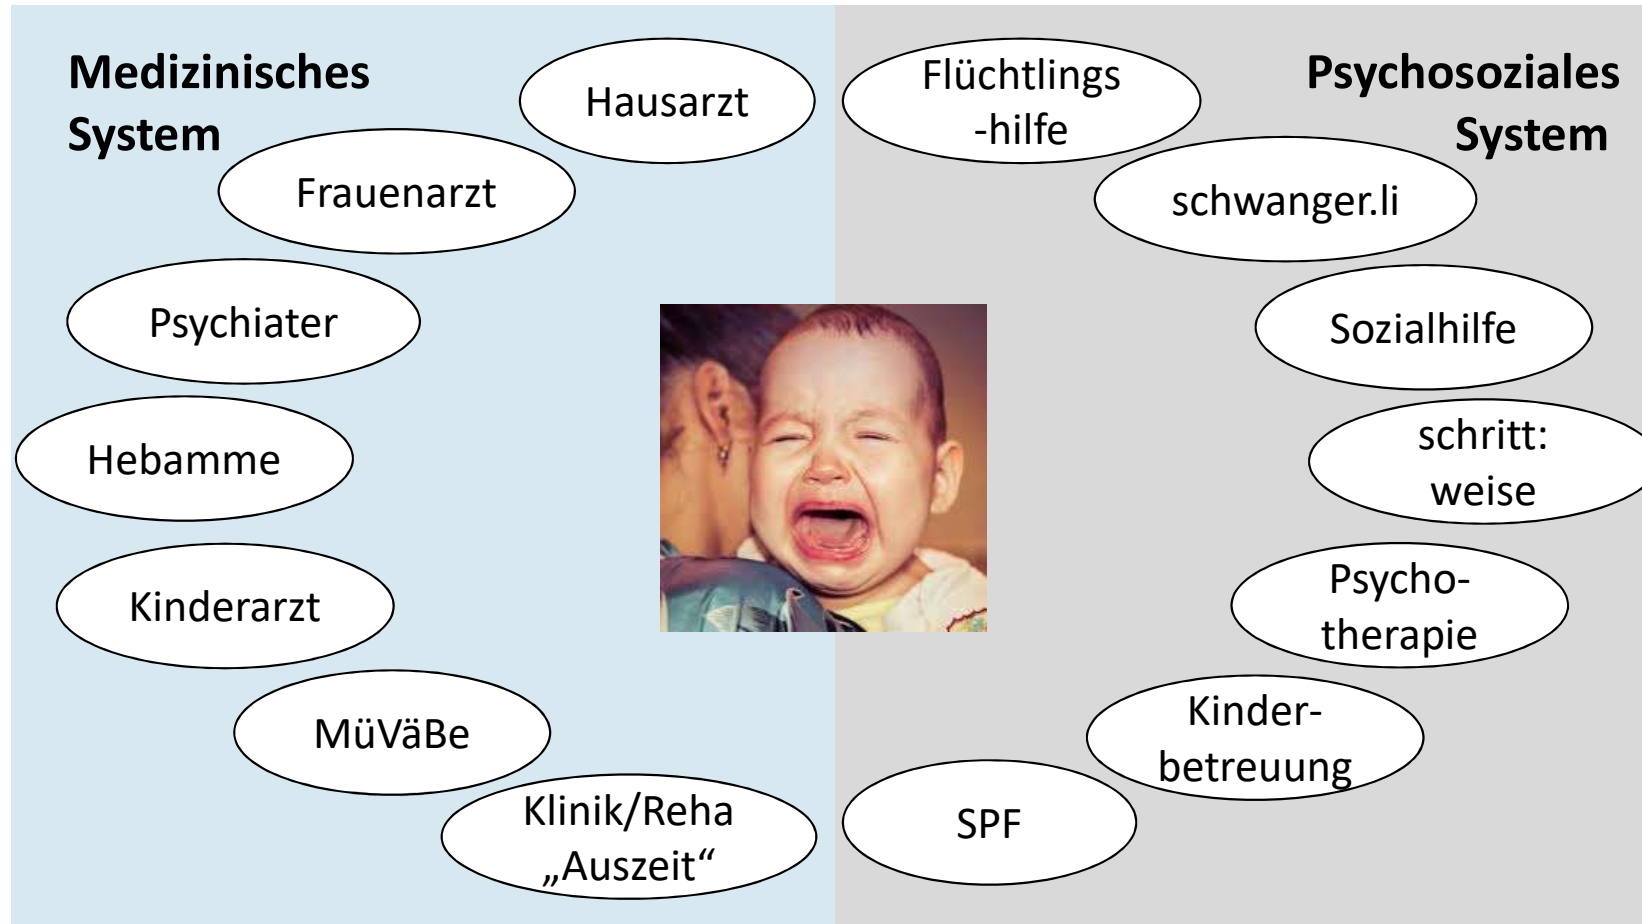 Medizinisches
System
Hausarzt
Frauenarzt
Psychiater
Hebamme
Kinderarzt
MüVäBe
Klinik/Reha
„Auszeit“
Psychosoziales
System
Flüchtlings
-hilfe
schwanger.li
Sozialhilfe
schritt:
weise
Psycho-
therapie
Kinder-
betreuung
SPF